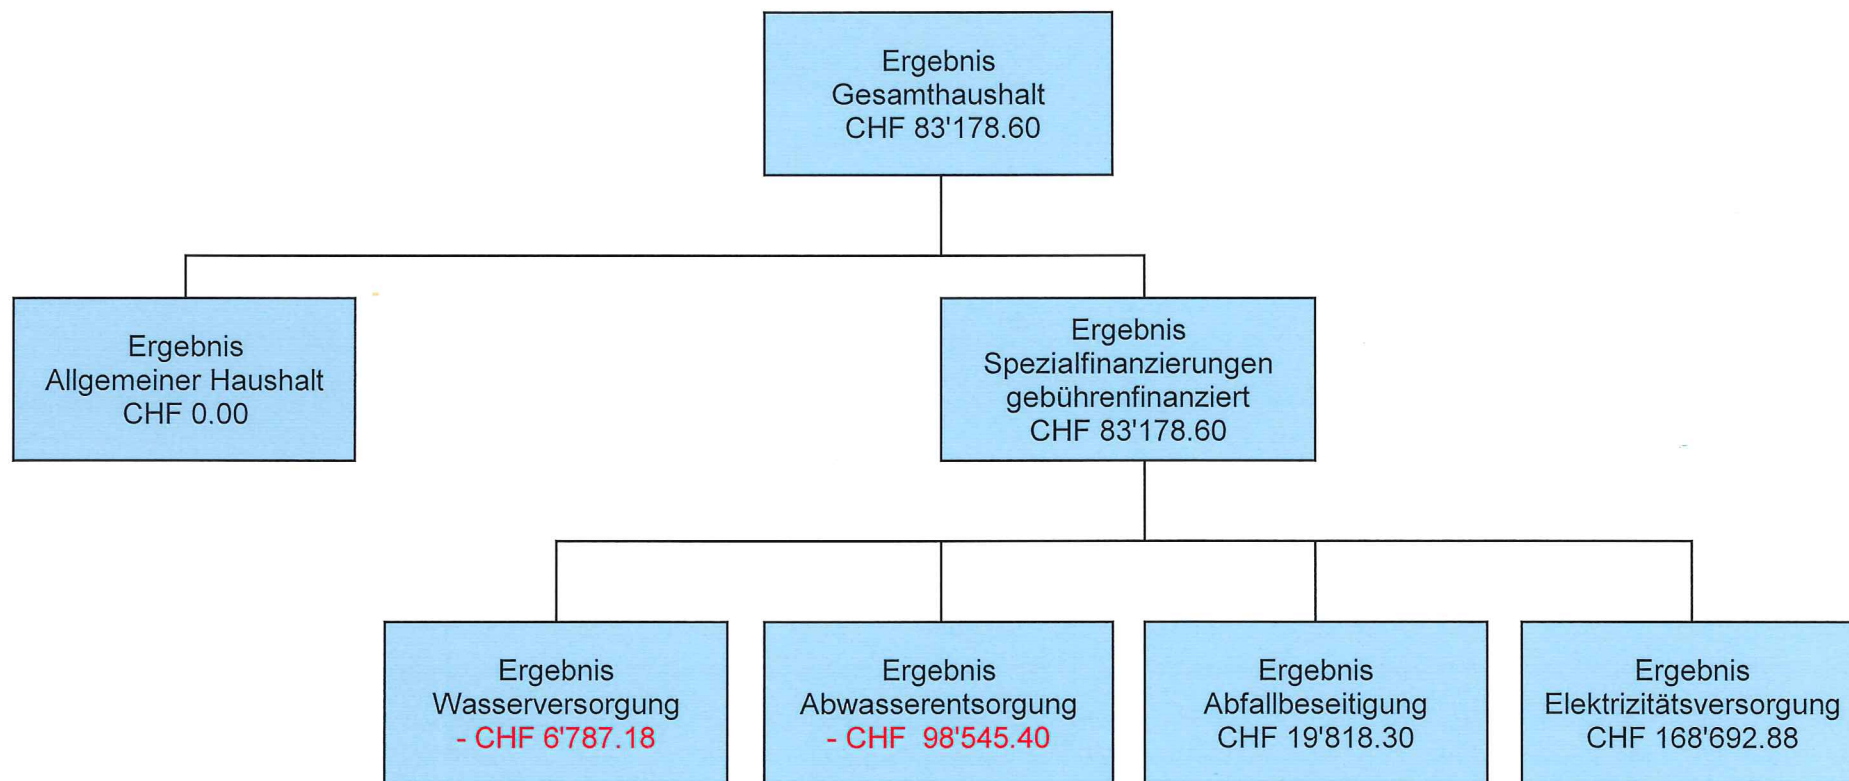 Ergebnis
Gesamthaushalt
CHF 83'178.60
Ergebnis
Allgemeiner Haushalt
CHF 0.00
Ergebnis
Spezialfinanzierungen
gebührenfinanziert
CHF 83'178.60
Ergebnis
Wasserversorgung
- CHF 6'787.18
Ergebnis
Abwasserentsorgung
- CHF  98'545.40
Ergebnis
Abfallbeseitigung
CHF 19'818.30
Ergebnis
Elektrizitätsversorgung
CHF 168'692.88